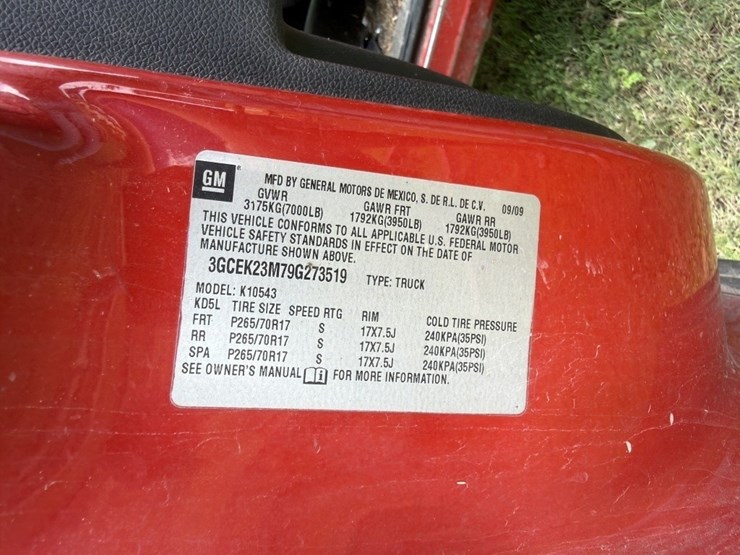 GM
MFD BY GENERAL MOTORS DE MEXICO, S. DE R.L. DE C.V. 09/09
GVWR GAWR FRT GAWR RR
3175KG(7000LB) 1792KG(3950LB) 1792KG(3950LB)
THIS VEHICLE CONFORMS TO ALL APPLICABLE U.S. FEDERAL MOTOR
VEHICLE SAFETY STANDARDS IN EFFECT ON THE DATE OF
MANUFACTURE SHOWN ABOVE.
3GCEK23M79G273519 TYPE: TRUCK
MODEL: K10543
KD5L TIRE SIZE SPEED RTG RIM COLD TIRE PRESSURE
FRT P265/70R17 S 17X7.5J 240KPA(35PSI)
RR P265/70R17 S 17X7.5J 240KPA(35PSI)
SPA P265/70R17 S 17X7.5J 240KPA(35PSI)
SEE OWNER'S MANUAL FOR MORE INFORMATION.